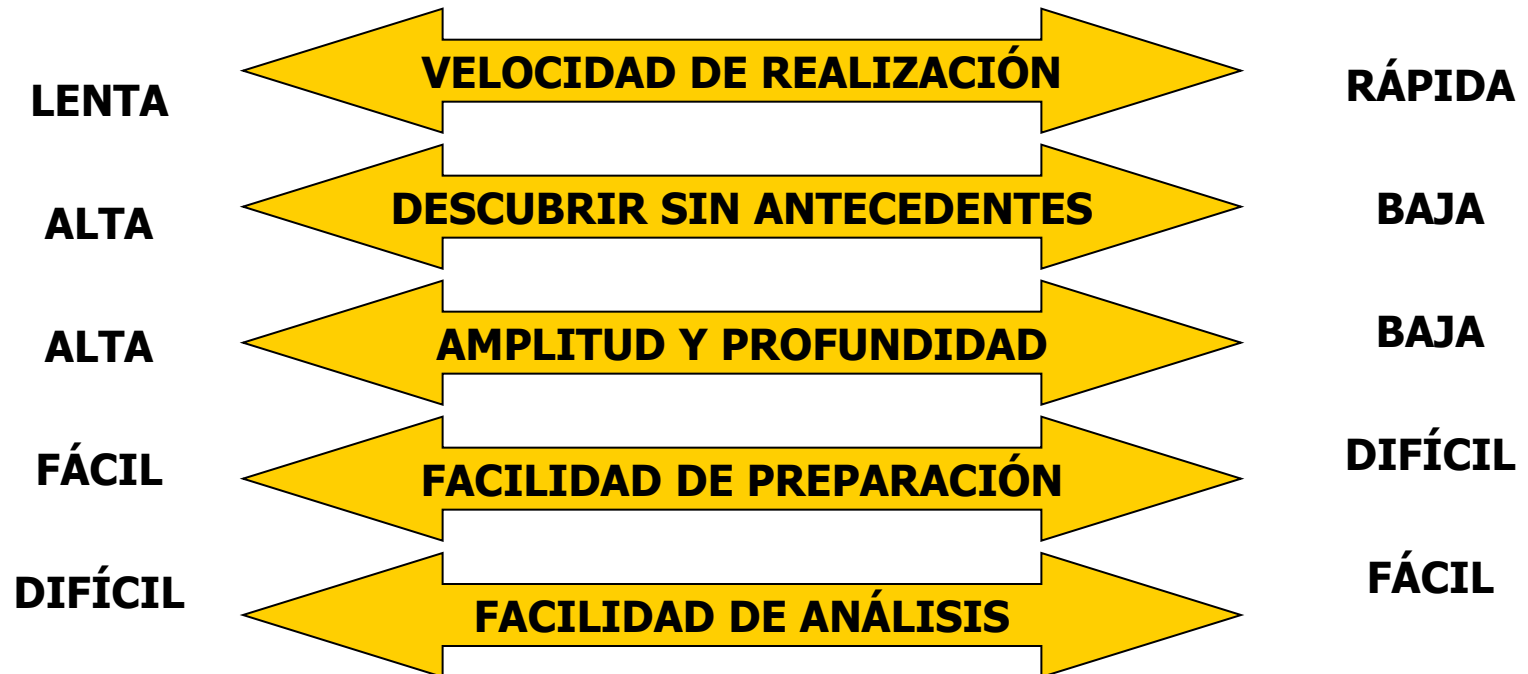 LENTA
VELOCIDAD DE REALIZACIÓN
RÁPIDA
ALTA
DESCUBRIR SIN ANTECEDENTES
BAJA
ALTA
AMPLITUD Y PROFUNDIDAD
BAJA
FÁCIL
FACILIDAD DE PREPARACIÓN
DIFÍCIL
DIFÍCIL
FACILIDAD DE ANÁLISIS
FÁCIL